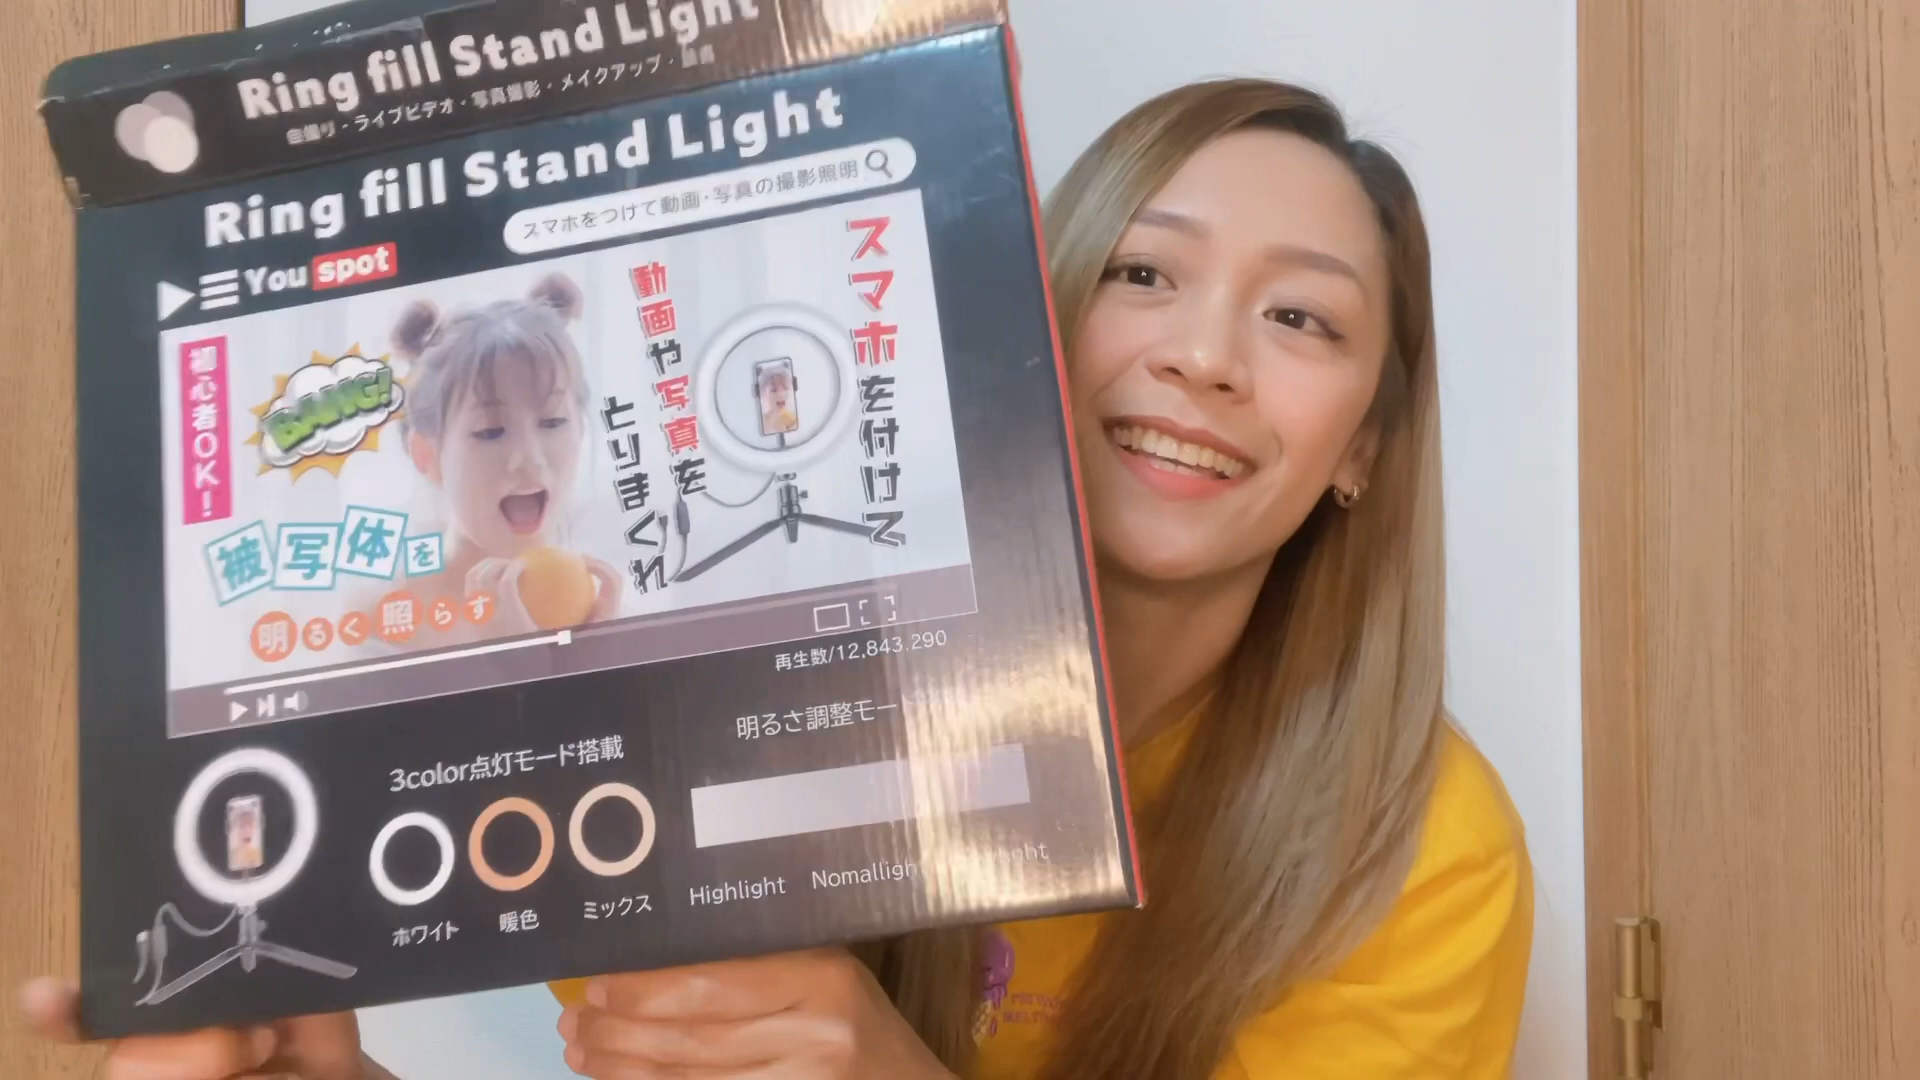 Ring fill Stand Light
自撮り・ライブビデオ・写真撮影・メイクアップ・
Ring fill Stand Light
スマホをつけて動画・写真の撮影照明
You spot
初心者OK!
BANG!
スマホを付けて
動画や写真を
とりまくれ
被写体を
明るく照らす
再生数/12,843.290
3color点灯モード搭載
明るさ調整モー
ホワイト
暖色
ミックス
Highlight
Nomalligh